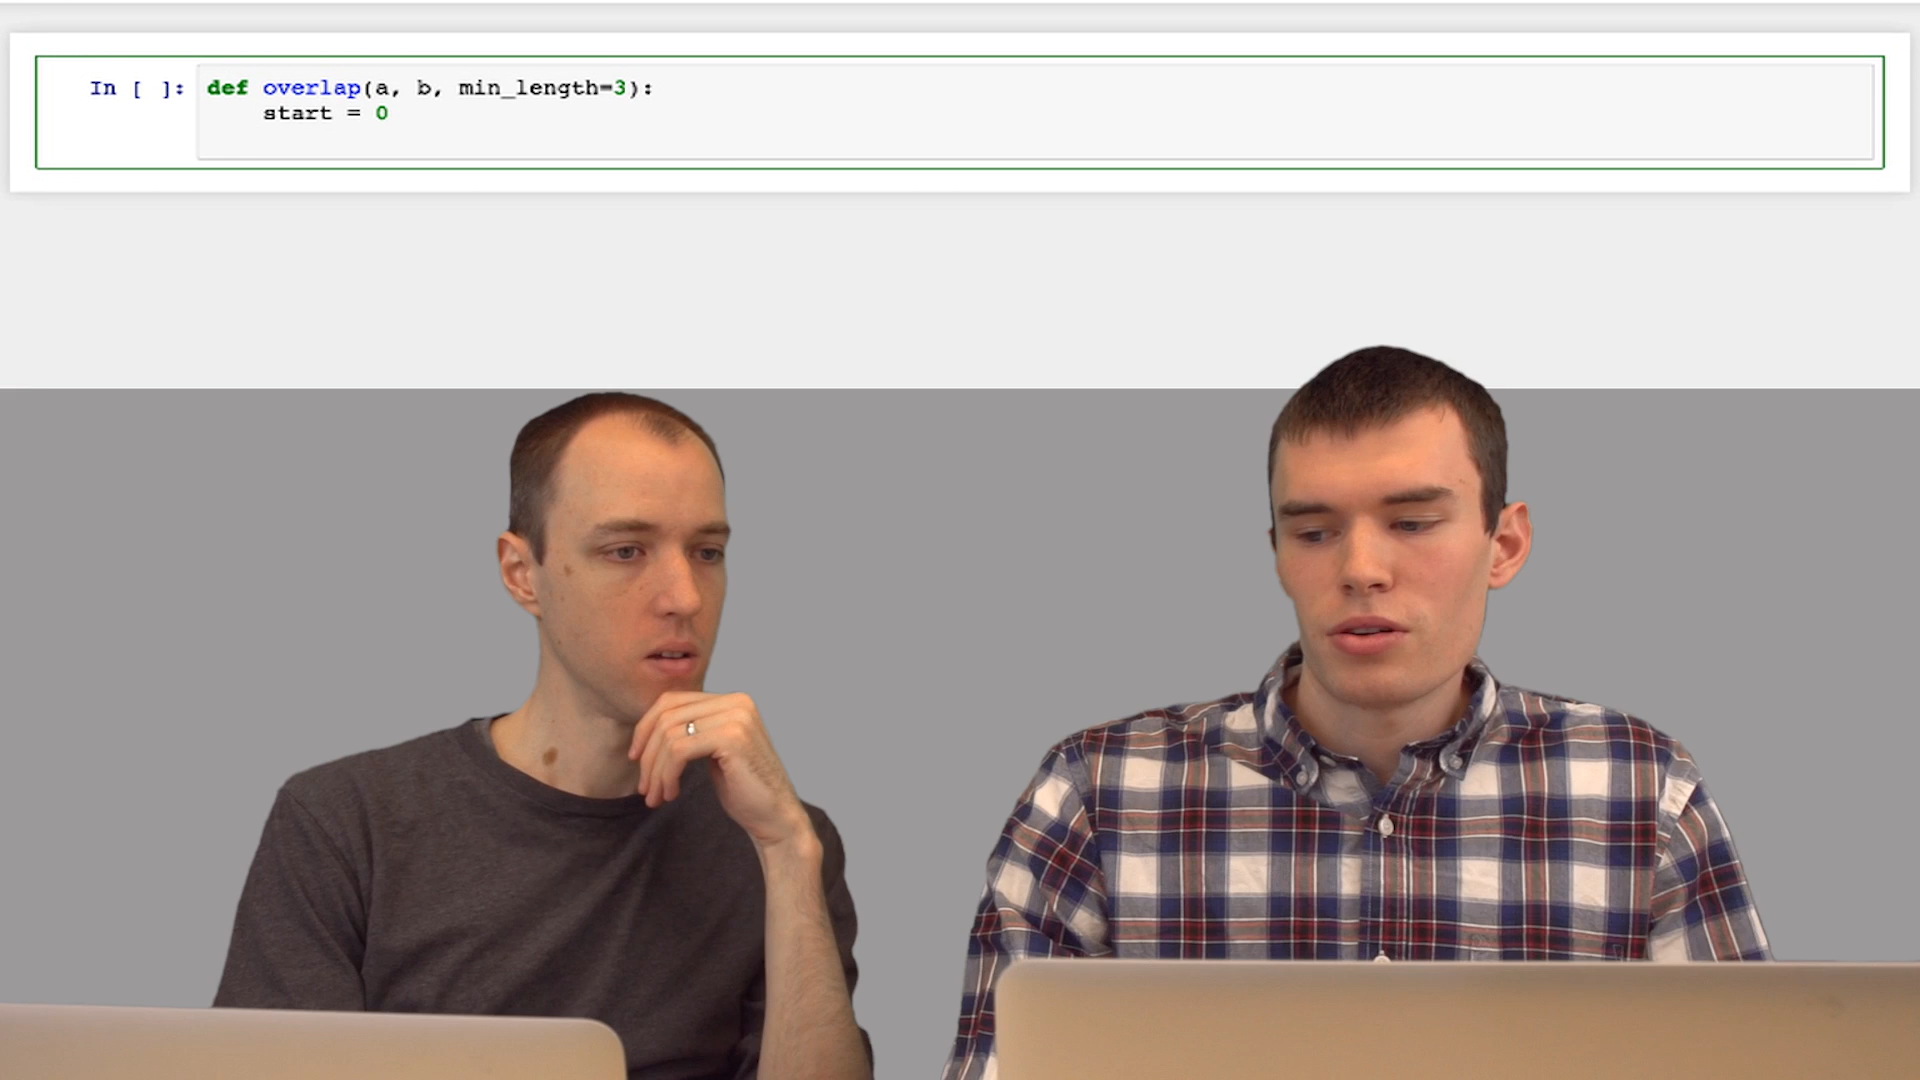 In [ ]: def overlap(a, b, min_length=3):
start = 0